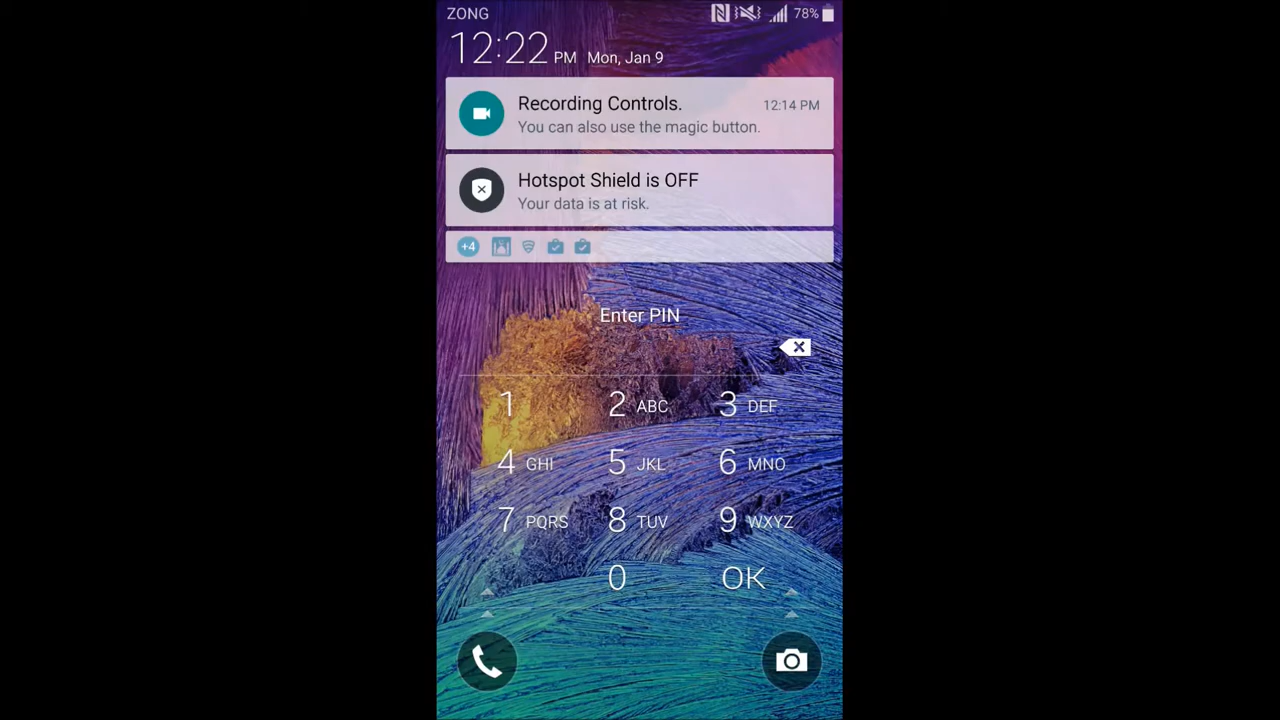 ZONG 78%
12:22 PM Mon, Jan 9
Recording Controls. 12:14 PM
You can also use the magic button.
Hotspot Shield is OFF
Your data is at risk.
+4
Enter PIN
1 2 ABC 3 DEF
4 GHI 5 JKL 6 MNO
7 PQRS 8 TUV 9 WXYZ
0 OK